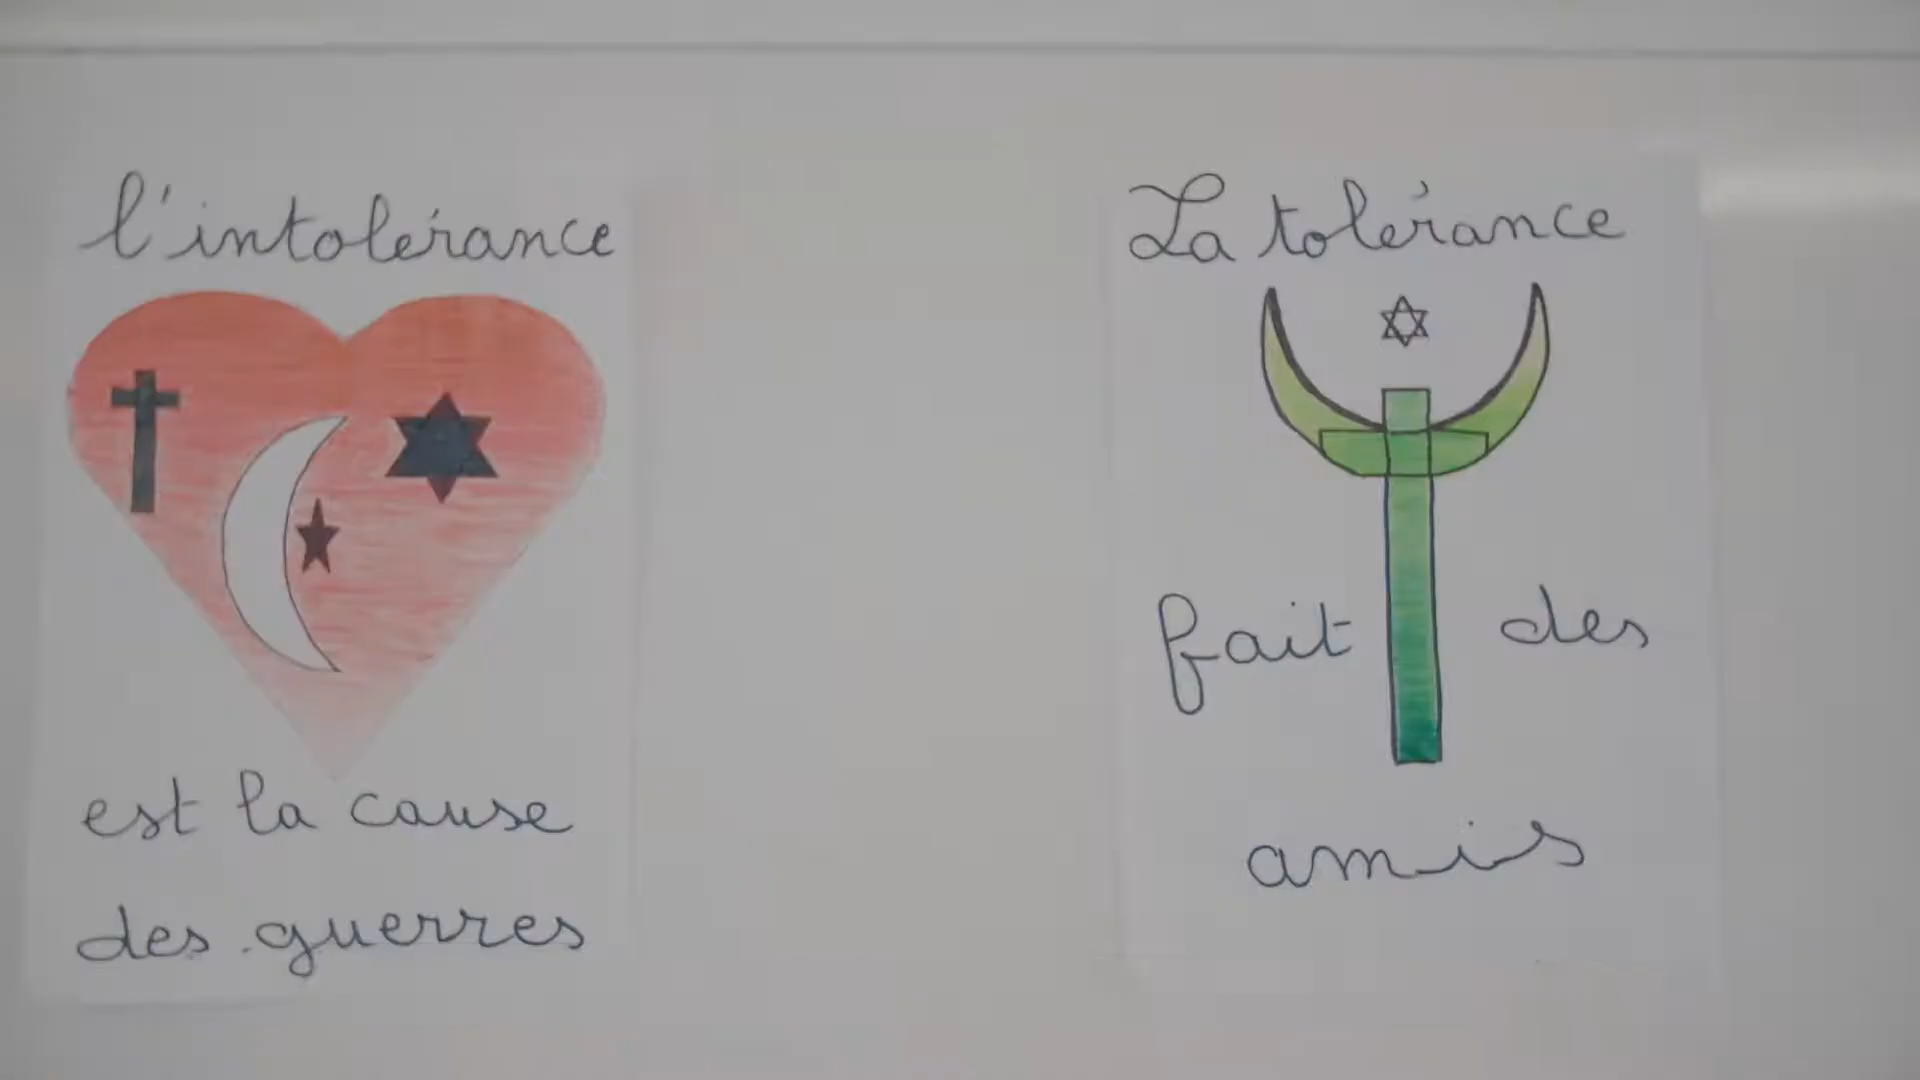 l'intolérance
est la cause
des guerres
La tolérance
fait des
amis